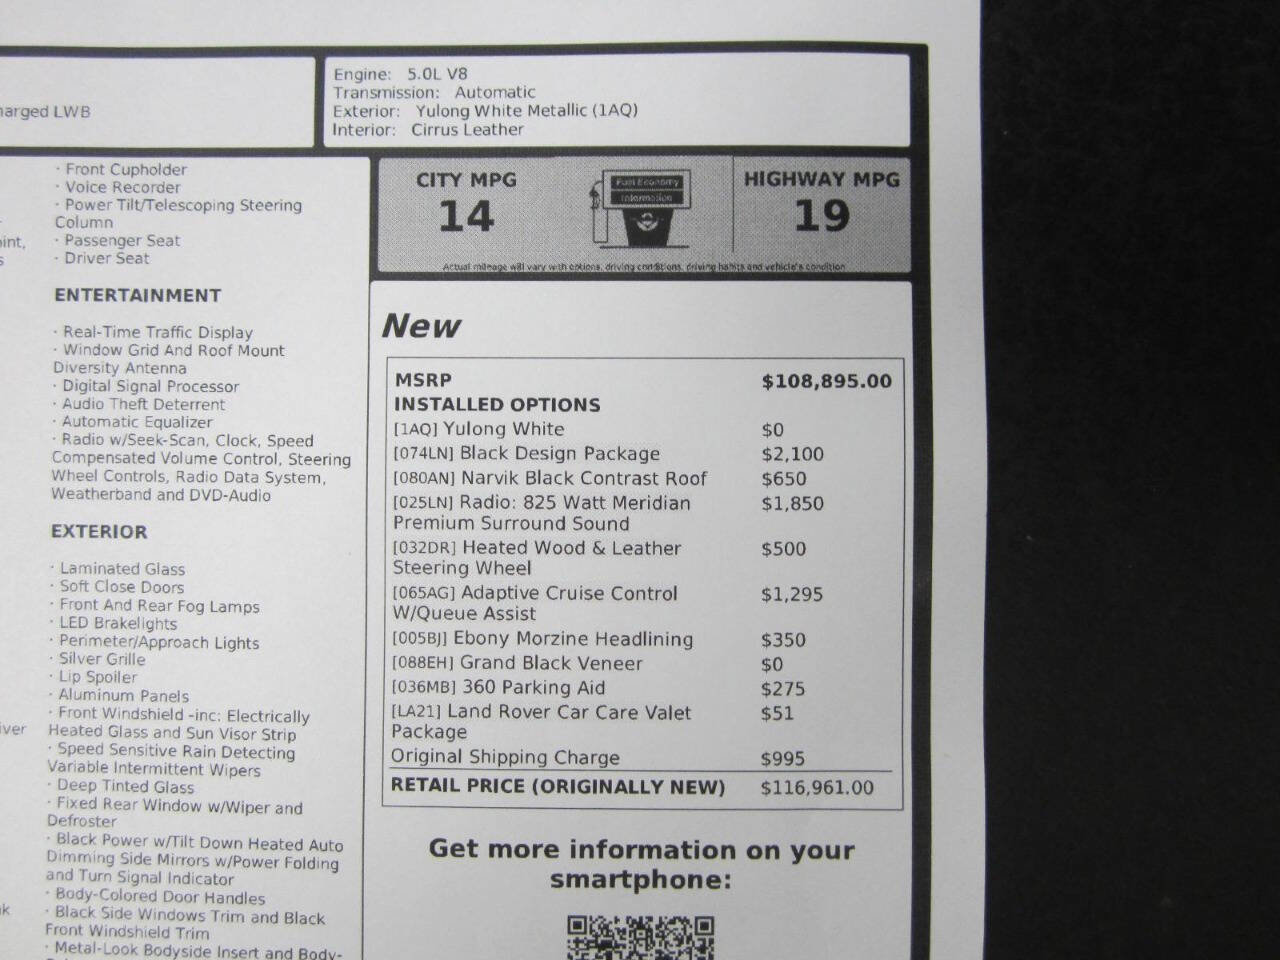 Engine: 5.0L V8
Transmission: Automatic
Exterior: Yulong White Metallic (1AQ)
Interior: Cirrus Leather
LWB
· Front Cupholder
· Voice Recorder
· Power Tilt/Telescoping Steering
Column
· Passenger Seat
· Driver Seat
ENTERTAINMENT
· Real-Time Traffic Display
· Window Grid And Roof Mount
Diversity Antenna
· Digital Signal Processor
· Audio Theft Deterrent
· Automatic Equalizer
· Radio w/Seek-Scan, Clock, Speed
Compensated Volume Control, Steering
Wheel Controls, Radio Data System,
Weatherband and DVD-Audio
EXTERIOR
· Laminated Glass
· Soft Close Doors
· Front And Rear Fog Lamps
· LED Brakelights
· Perimeter/Approach Lights
· Silver Grille
· Lip Spoiler
· Aluminum Panels
· Front Windshield -inc: Electrically
Heated Glass and Sun Visor Strip
· Speed Sensitive Rain Detecting
Variable Intermittent Wipers
· Deep Tinted Glass
· Fixed Rear Window w/Wiper and
Defroster
· Black Power w/Tilt Down Heated Auto
Dimming Side Mirrors w/Power Folding
and Turn Signal Indicator
· Body-Colored Door Handles
· Black Side Windows Trim and Black
Front Windshield Trim
· Metal-Look Bodyside Insert and Body-
CITY MPG
14
Fuel Economy
Information
HIGHWAY MPG
19
Actual mileage will vary with options, driving conditions, driving habits and vehicle's condition
New
MSRP $108,895.00
INSTALLED OPTIONS
[1AQ] Yulong White $0
[074LN] Black Design Package $2,100
[080AN] Narvik Black Contrast Roof $650
[025LN] Radio: 825 Watt Meridian $1,850
Premium Surround Sound
[032DR] Heated Wood & Leather $500
Steering Wheel
[065AG] Adaptive Cruise Control $1,295
W/Queue Assist
[005BJ] Ebony Morzine Headlining $350
[088EH] Grand Black Veneer $0
[036MB] 360 Parking Aid $275
[LA21] Land Rover Car Care Valet $51
Package
Original Shipping Charge $995
RETAIL PRICE (ORIGINALLY NEW) $116,961.00
Get more information on your
smartphone: